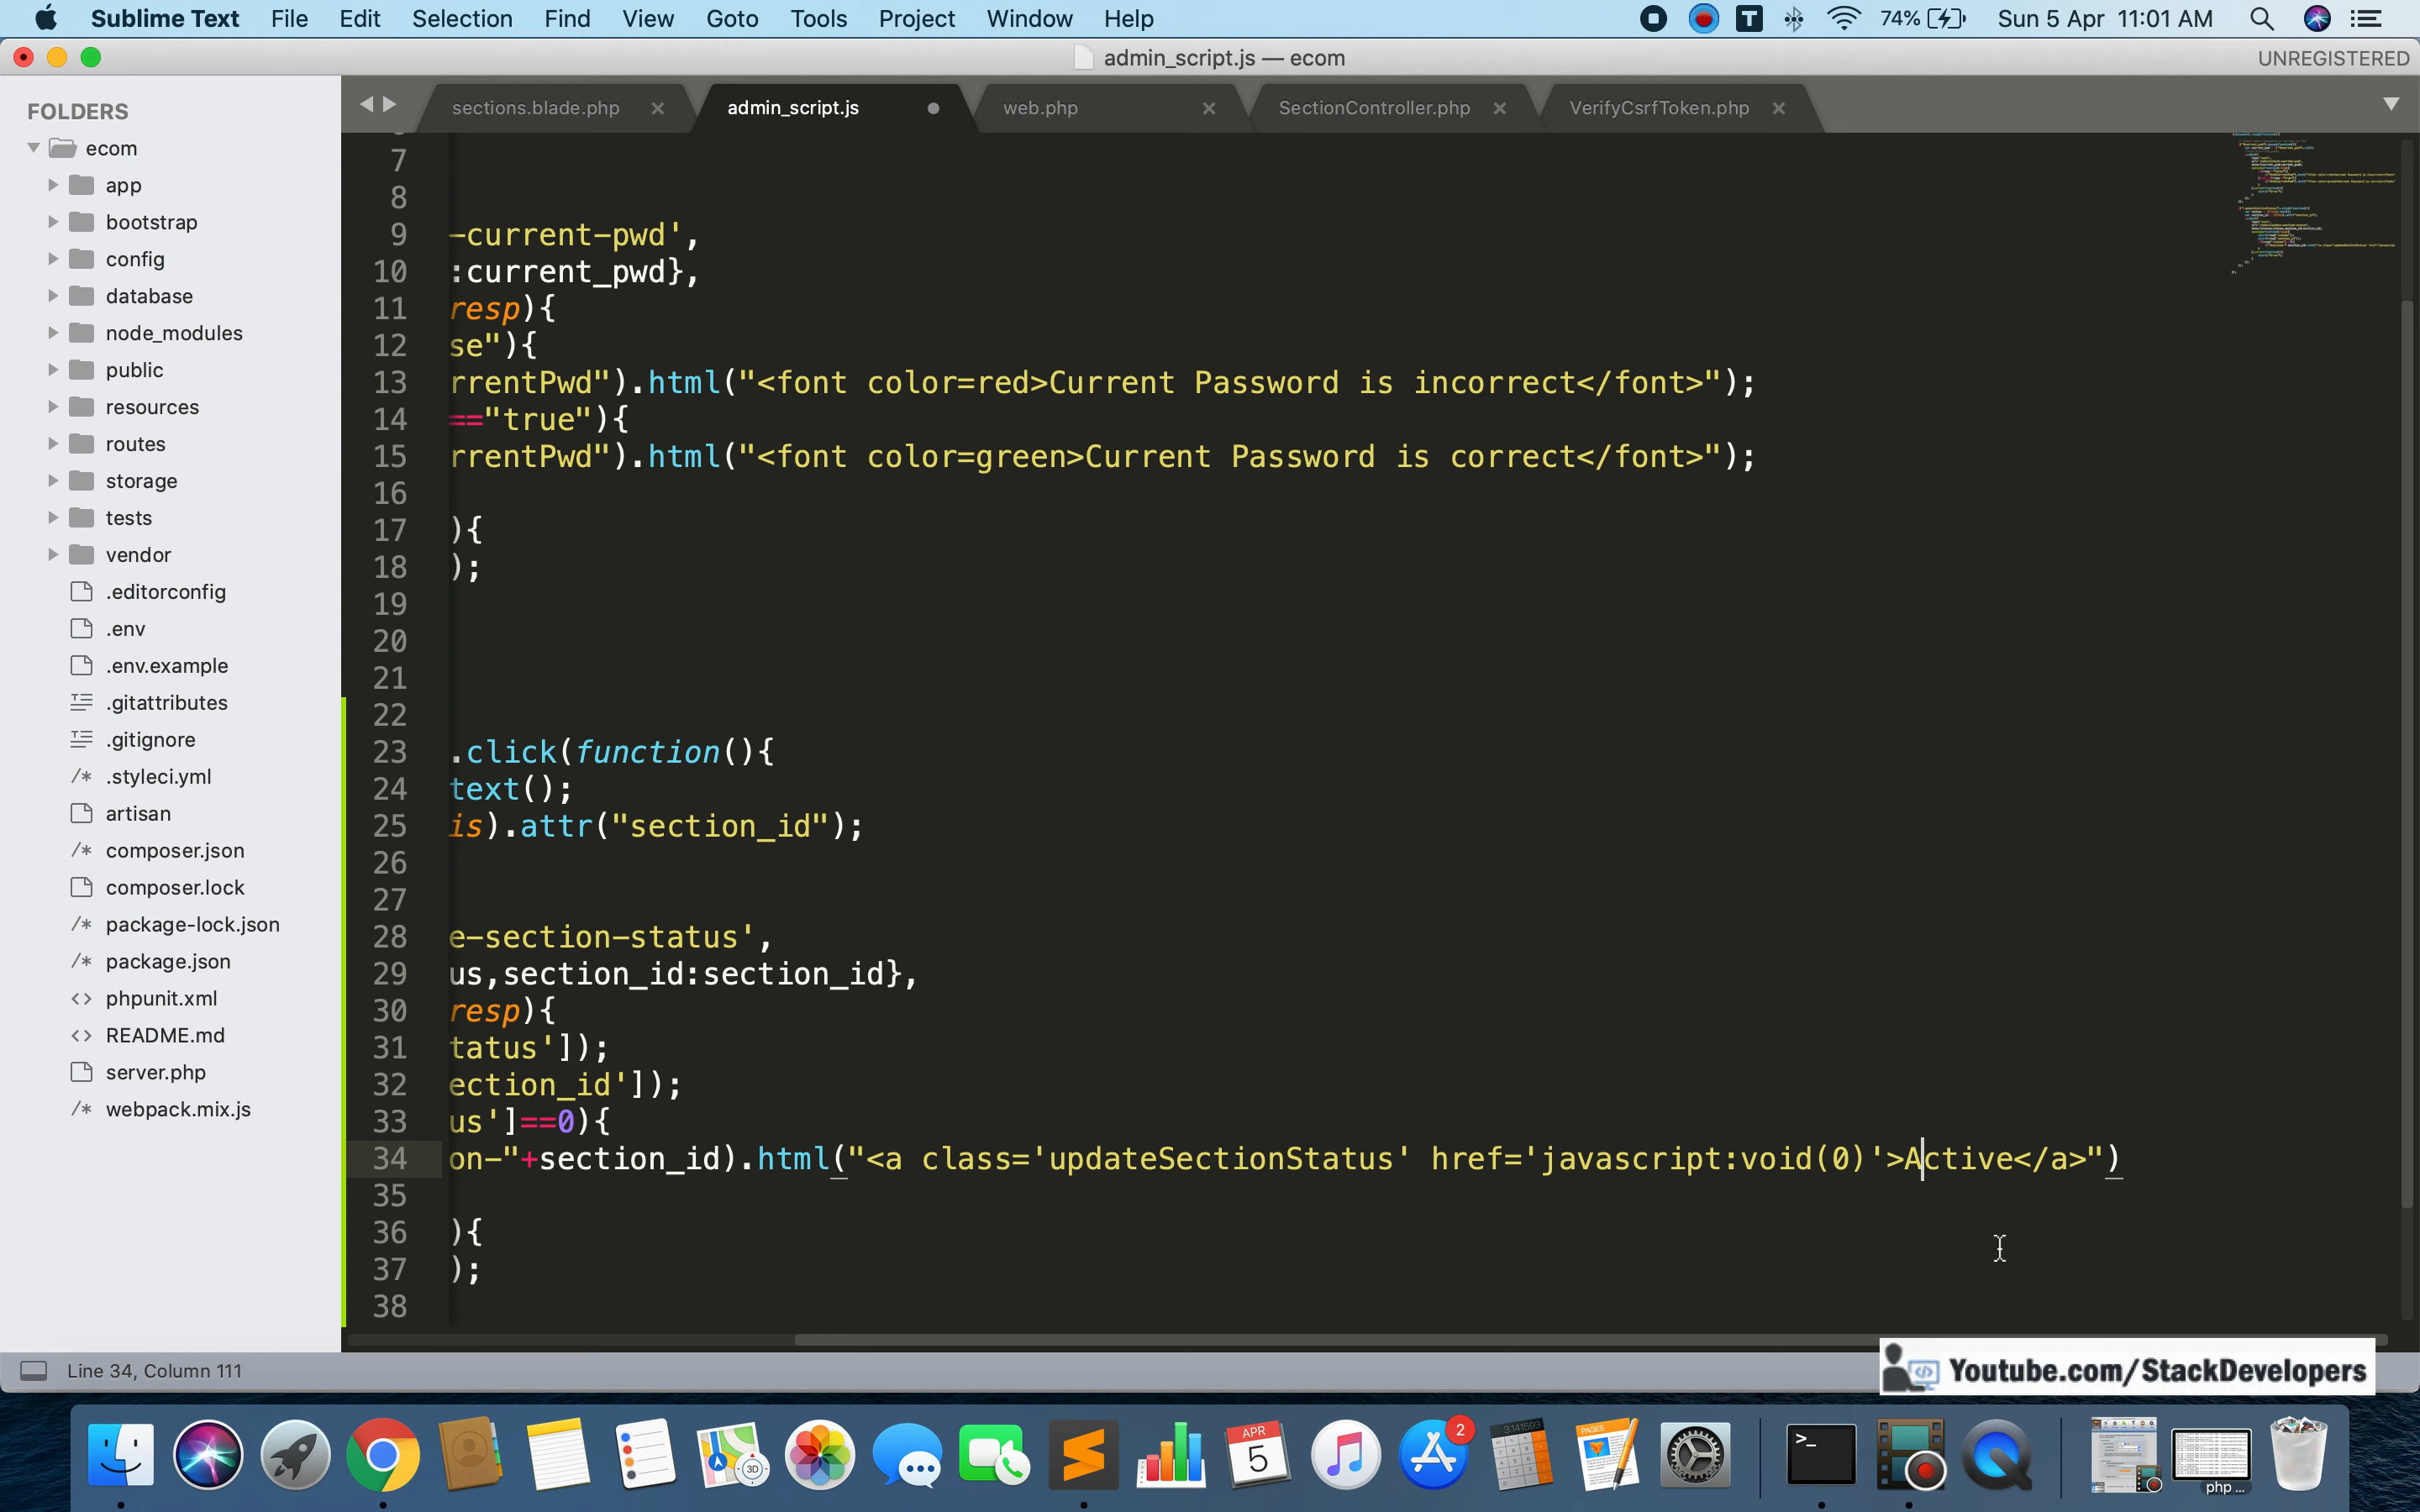 Sublime Text File Edit Selection Find View Goto Tools Project Window Help 74% Sun 5 Apr 11:01 AM
admin_script.js — ecom UNREGISTERED
FOLDERS
ecom
app
bootstrap
config
database
node_modules
public
resources
routes
storage
tests
vendor
.editorconfig
.env
.env.example
.gitattributes
.gitignore
/* .styleci.yml
artisan
/* composer.json
composer.lock
/* package-lock.json
/* package.json
<> phpunit.xml
<> README.md
server.php
/* webpack.mix.js
sections.blade.php admin_script.js web.php SectionController.php VerifyCsrfToken.php
7
8
9 -current-pwd',
10 :current_pwd},
11 resp){
12 se"){
13 rrentPwd").html("<font color=red>Current Password is incorrect</font>");
14 =="true"){
15 rrentPwd").html("<font color=green>Current Password is correct</font>");
16
17 ){
18 );
19
20
21
22
23 .click(function(){
24 text();
25 is).attr("section_id");
26
27
28 e-section-status',
29 us,section_id:section_id},
30 resp){
31 tatus']);
32 ection_id']);
33 us']==0){
34 on-"+section_id).html("<a class='updateSectionStatus' href='javascript:void(0)'>Active</a>")
35
36 ){
37 );
38
Line 34, Column 111
Youtube.com/StackDevelopers
3D
APR
5
2
PAGES
>_
php ...